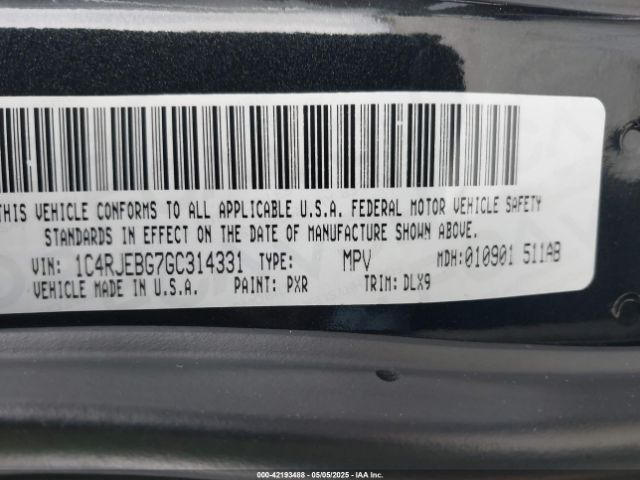 THIS VEHICLE CONFORMS TO ALL APPLICABLE U.S.A. FEDERAL MOTOR VEHICLE SAFETY
STANDARDS IN EFFECT ON THE DATE OF MANUFACTURE SHOWN ABOVE.
VIN: 1C4RJEBG7GC314331 TYPE: MPV MDH:010901 511AB
VEHICLE MADE IN U.S.A. PAINT: PXR TRIM: DLX9
000-42193488 - 05/05/2025 - IAA Inc.